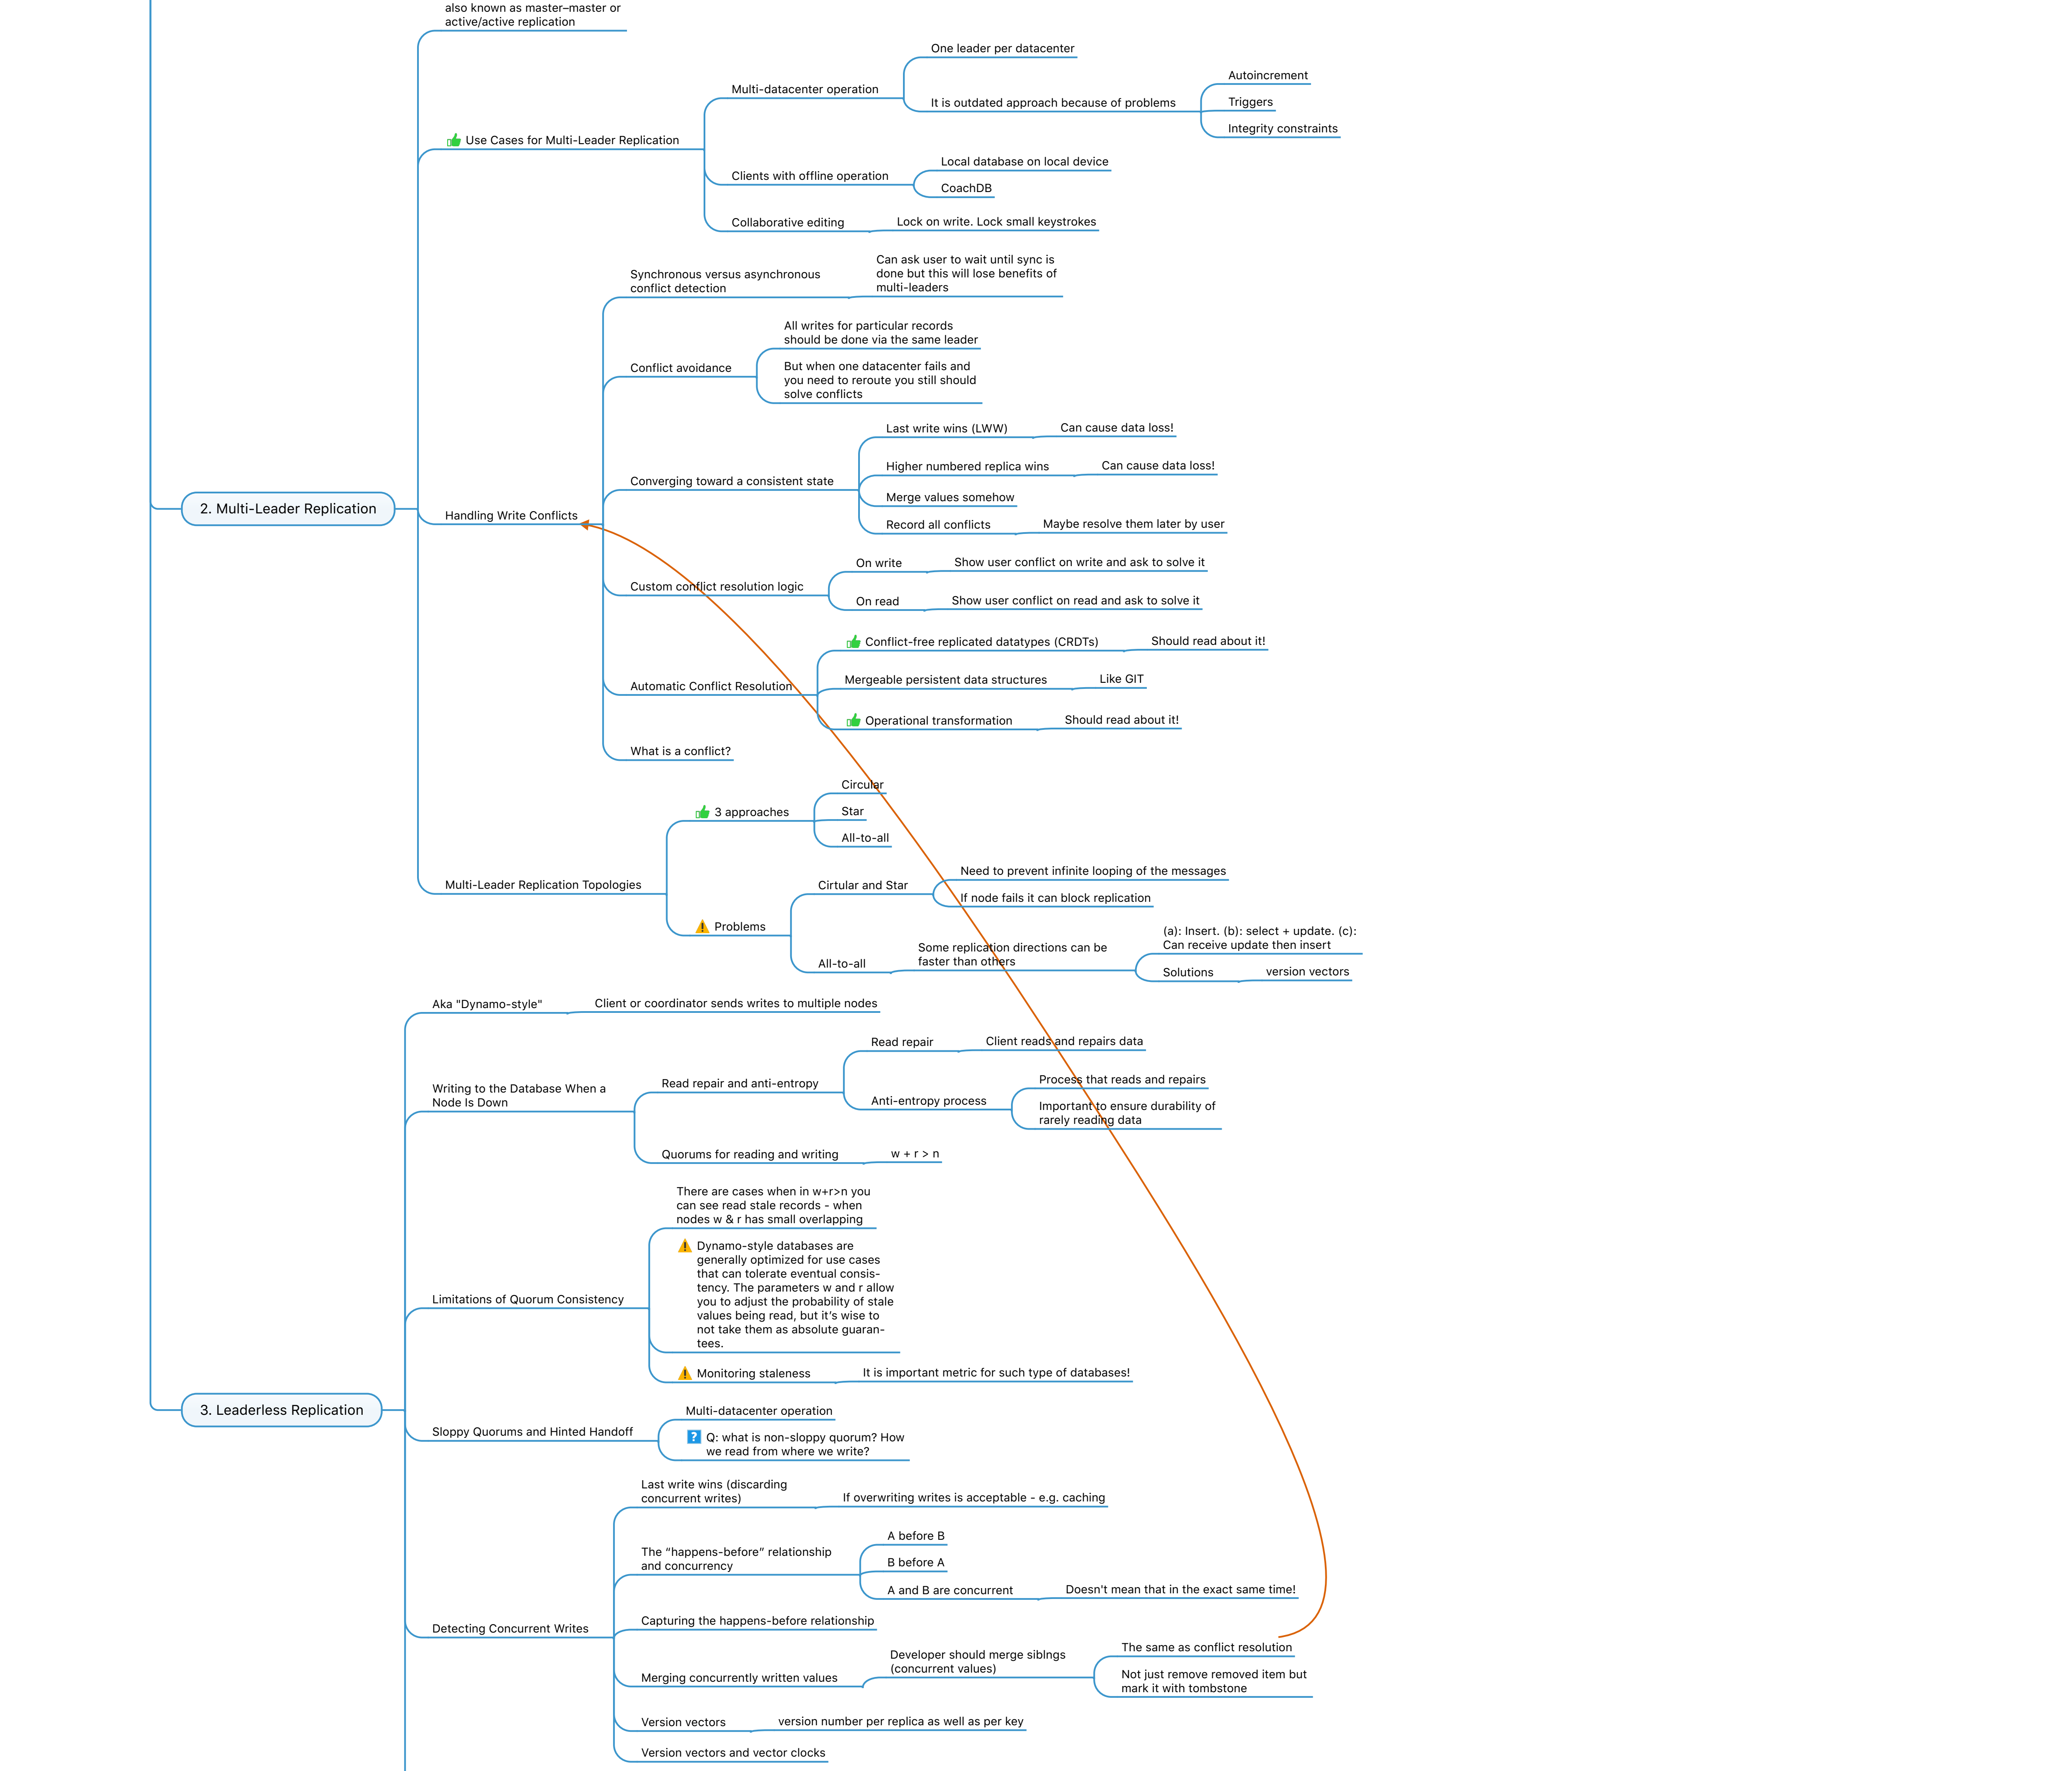 also known as master–master or
active/active replication
One leader per datacenter
Multi-datacenter operation
It is outdated approach because of problems
Autoincrement
Triggers
Integrity constraints
Use Cases for Multi-Leader Replication
Local database on local device
Clients with offline operation
CoachDB
Collaborative editing
Lock on write. Lock small keystrokes
Synchronous versus asynchronous
conflict detection
Can ask user to wait until sync is
done but this will lose benefits of
multi-leaders
All writes for particular records
should be done via the same leader
Conflict avoidance
But when one datacenter fails and
you need to reroute you still should
solve conflicts
Last write wins (LWW)
Can cause data loss!
Higher numbered replica wins
Can cause data loss!
Converging toward a consistent state
Merge values somehow
Record all conflicts
Maybe resolve them later by user
2. Multi-Leader Replication
Handling Write Conflicts
On write
Show user conflict on write and ask to solve it
Custom conflict resolution logic
On read
Show user conflict on read and ask to solve it
Conflict-free replicated datatypes (CRDTs)
Should read about it!
Automatic Conflict Resolution
Mergeable persistent data structures
Like GIT
Operational transformation
Should read about it!
What is a conflict?
3 approaches
Circular
Star
All-to-all
Multi-Leader Replication Topologies
Cirtular and Star
Need to prevent infinite looping of the messages
If node fails it can block replication
Problems
All-to-all
Some replication directions can be
faster than others
(a): Insert. (b): select + update. (c):
Can receive update then insert
Solutions
version vectors
Aka "Dynamo-style"
Client or coordinator sends writes to multiple nodes
Read repair
Client reads and repairs data
Writing to the Database When a
Node Is Down
Read repair and anti-entropy
Anti-entropy process
Process that reads and repairs
Important to ensure durability of
rarely reading data
Quorums for reading and writing
w + r > n
There are cases when in w+r>n you
can see read stale records - when
nodes w & r has small overlapping
Limitations of Quorum Consistency
Dynamo-style databases are
generally optimized for use cases
that can tolerate eventual consis-
tency. The parameters w and r allow
you to adjust the probability of stale
values being read, but it’s wise to
not take them as absolute guaran-
tees.
Monitoring staleness
It is important metric for such type of databases!
3. Leaderless Replication
Sloppy Quorums and Hinted Handoff
Multi-datacenter operation
Q: what is non-sloppy quorum? How
we read from where we write?
Last write wins (discarding
concurrent writes)
If overwriting writes is acceptable - e.g. caching
The “happens-before” relationship
and concurrency
A before B
B before A
A and B are concurrent
Doesn't mean that in the exact same time!
Detecting Concurrent Writes
Capturing the happens-before relationship
Merging concurrently written values
Developer should merge siblngs
(concurrent values)
The same as conflict resolution
Not just remove removed item but
mark it with tombstone
Version vectors
version number per replica as well as per key
Version vectors and vector clocks